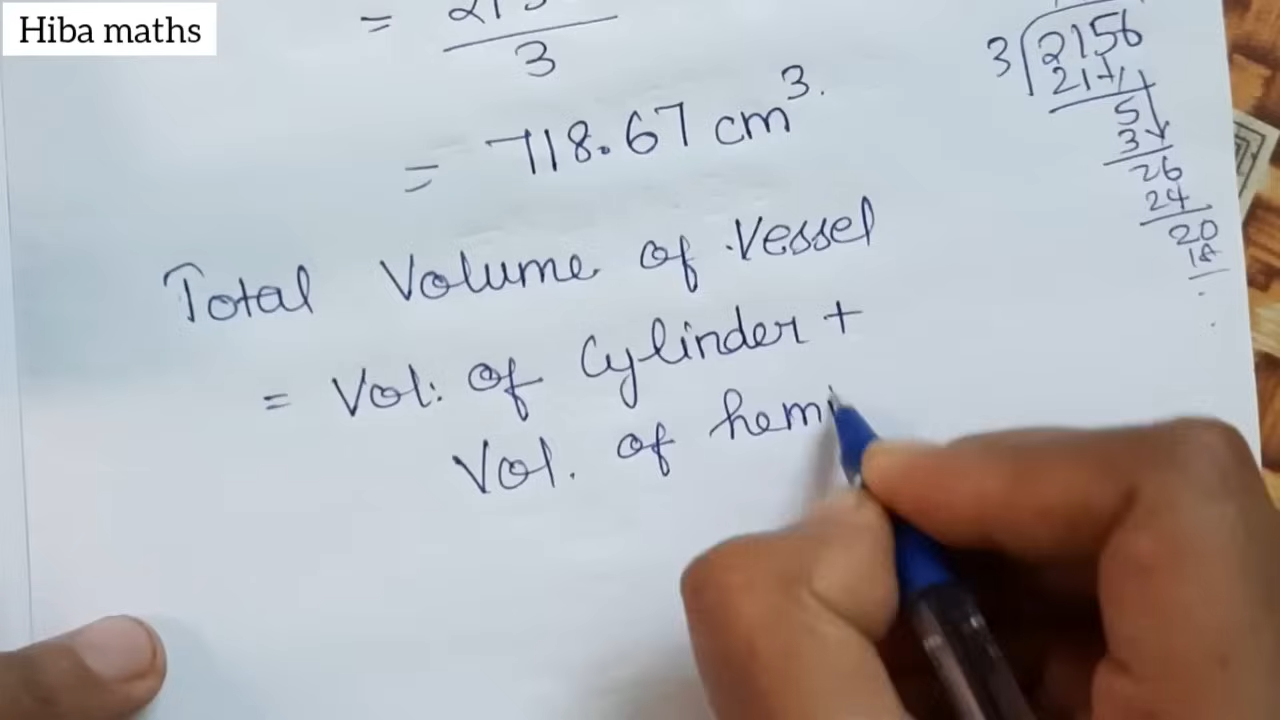 Hiba maths
=
3
= 718.67 cm³.
Total Volume of Vessel
= Vol: of Cylinder +
Vol. of hemi
3 2156
21
5
3
26
24
20
18